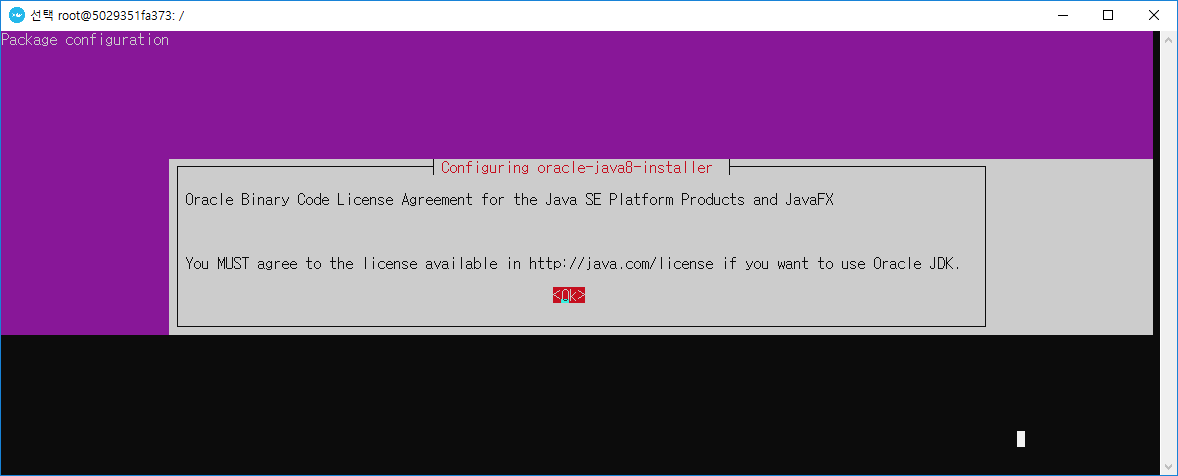 선택 root@5029351fa373: /
Package configuration
Configuring oracle-java8-installer
Oracle Binary Code License Agreement for the Java SE Platform Products and JavaFX
You MUST agree to the license available in http://java.com/license if you want to use Oracle JDK.
<Ok>